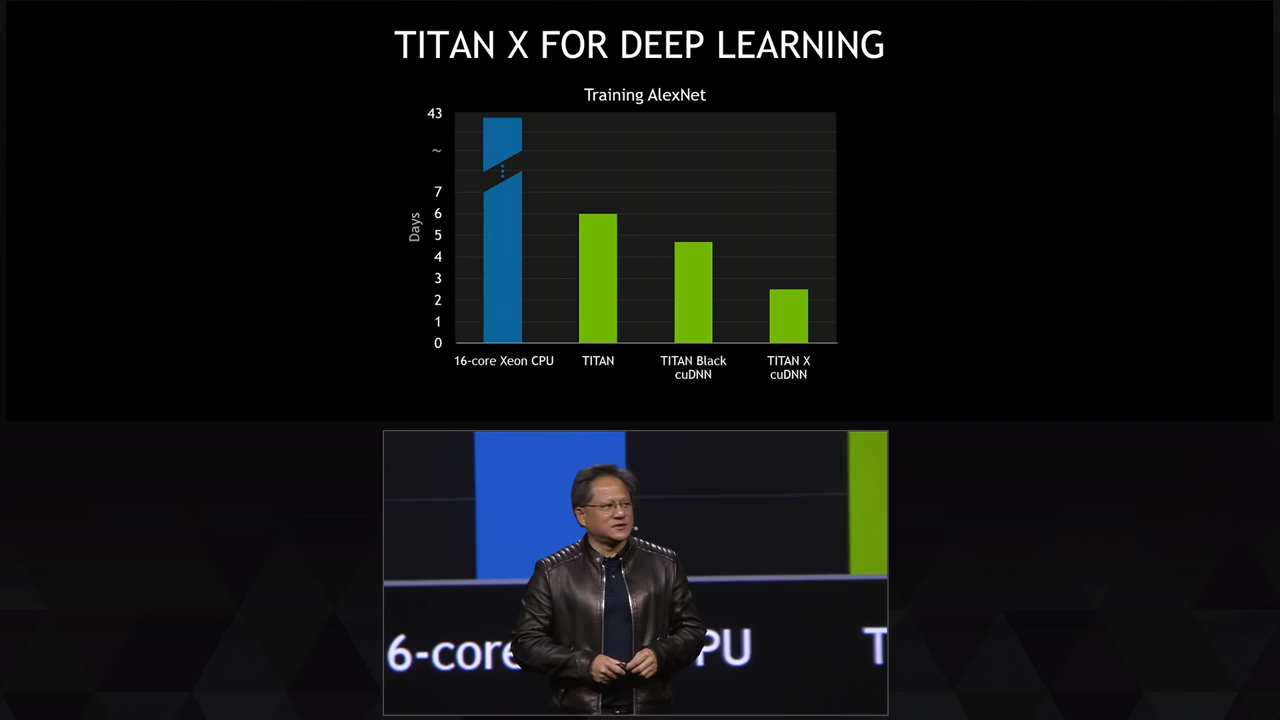 TITAN X FOR DEEP LEARNING
Training AlexNet
43
~
7
6
5
4
3
2
1
0
Days
16-core Xeon CPU
TITAN
TITAN Black
cuDNN
TITAN X
cuDNN
6-core PU T